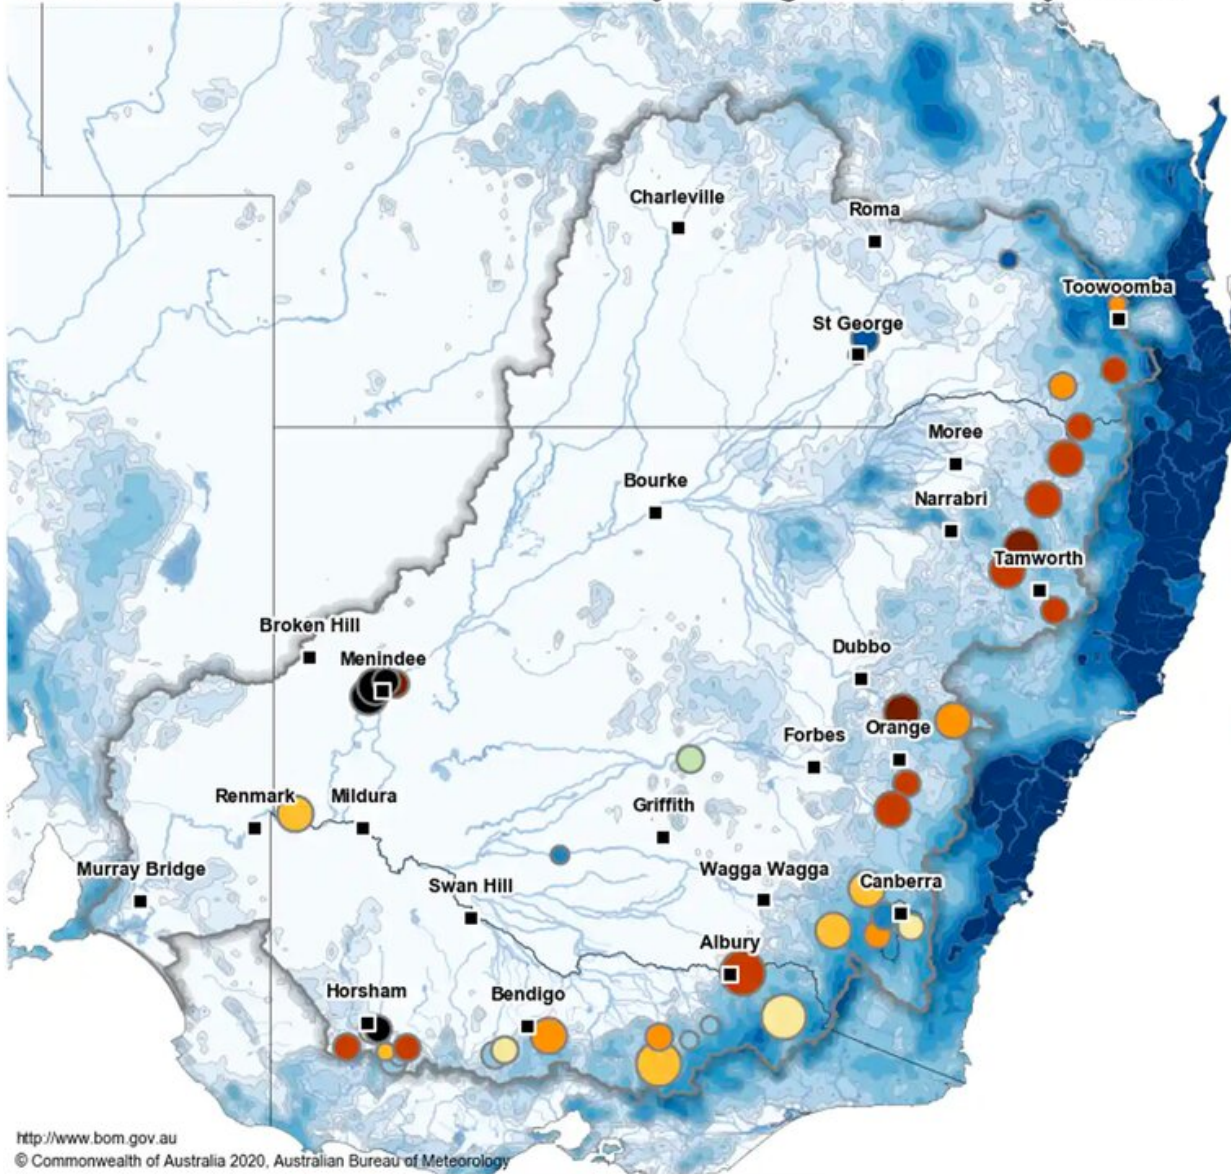 Charleville
Roma
Toowoomba
St George
Moree
Bourke
Narrabri
Tamworth
Broken Hill
Menindee
Dubbo
Orange
Forbes
Renmark
Mildura
Griffith
Murray Bridge
Swan Hill
Wagga Wagga
Canberra
Albury
Horsham
Bendigo
http://www.bom.gov.au
© Commonwealth of Australia 2020, Australian Bureau of Meteorology